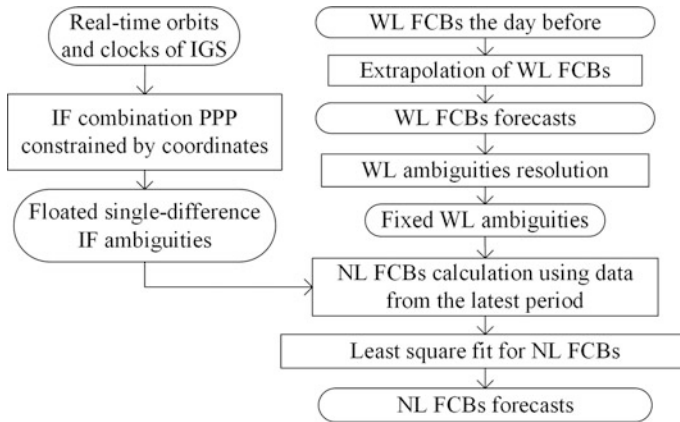 Real-time orbits
and clocks of IGS
IF combination PPP
constrained by coordinates
Floated single-difference
IF ambiguities
WL FCBs the day before
Extrapolation of WL FCBs
WL FCBs forecasts
WL ambiguities resolution
Fixed WL ambiguities
NL FCBs calculation using data
from the latest period
Least square fit for NL FCBs
NL FCBs forecasts